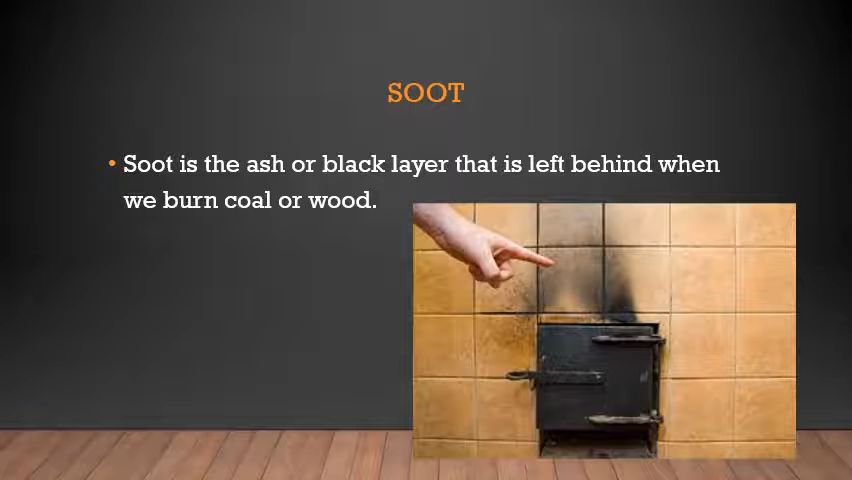 SOOT
• Soot is the ash or black layer that is left behind when
we burn coal or wood.